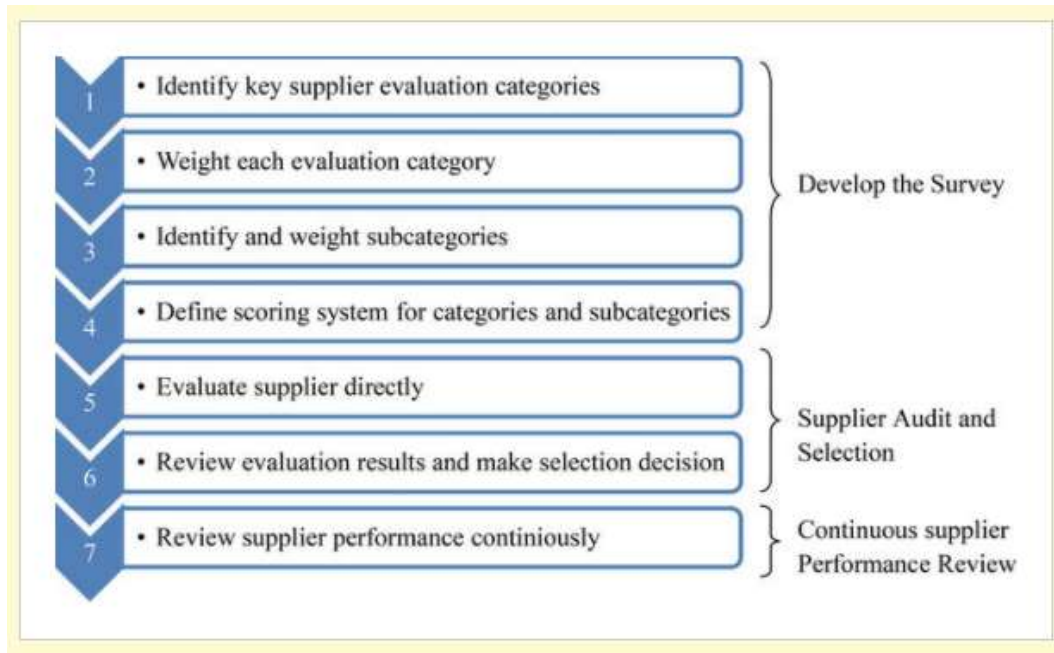 1
• Identify key supplier evaluation categories
2
• Weight each evaluation category
3
• Identify and weight subcategories
4
• Define scoring system for categories and subcategories
Develop the Survey
5
• Evaluate supplier directly
6
• Review evaluation results and make selection decision
Supplier Audit and
Selection
7
• Review supplier performance continiously
Continuous supplier
Performance Review